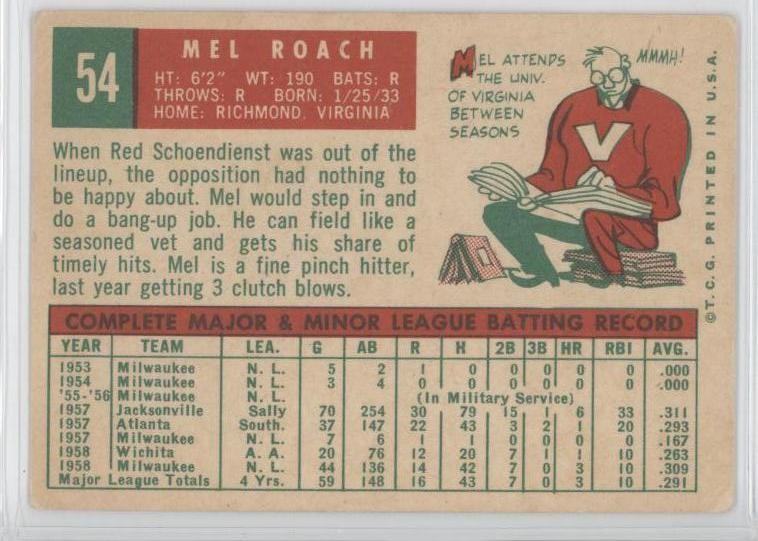 54
MEL ROACH
HT: 6'2" WT: 190 BATS: R
THROWS: R BORN: 1/25/33
HOME: RICHMOND, VIRGINIA
MEL ATTENDS
THE UNIV.
OF VIRGINIA
BETWEEN
SEASONS
MMMH!
V
When Red Schoendienst was out of the
lineup, the opposition had nothing to
be happy about. Mel would step in and
do a bang-up job. He can field like a
seasoned vet and gets his share of
timely hits. Mel is a fine pinch hitter,
last year getting 3 clutch blows.
©T.C.G. PRINTED IN U.S.A.
COMPLETE MAJOR & MINOR LEAGUE BATTING RECORD
YEAR TEAM LEA. G AB R H 2B 3B HR RBI AVG.
1953 Milwaukee N. L. 5 2 1 0 0 0 0 0 .000
1954 Milwaukee N. L. 3 4 0 0 0 0 0 0 .000
'55-'56 Milwaukee N. L. (In Military Service)
1957 Jacksonville Sally 70 254 30 79 15 1 6 33 .311
1957 Atlanta South. 37 147 22 43 3 2 1 20 .293
1957 Milwaukee N. L. 7 6 1 1 0 0 0 0 .167
1958 Wichita A. A. 20 76 12 20 7 1 1 10 .263
1958 Milwaukee N. L. 44 136 14 42 7 0 3 10 .309
Major League Totals 4 Yrs. 59 148 16 43 7 0 3 10 .291